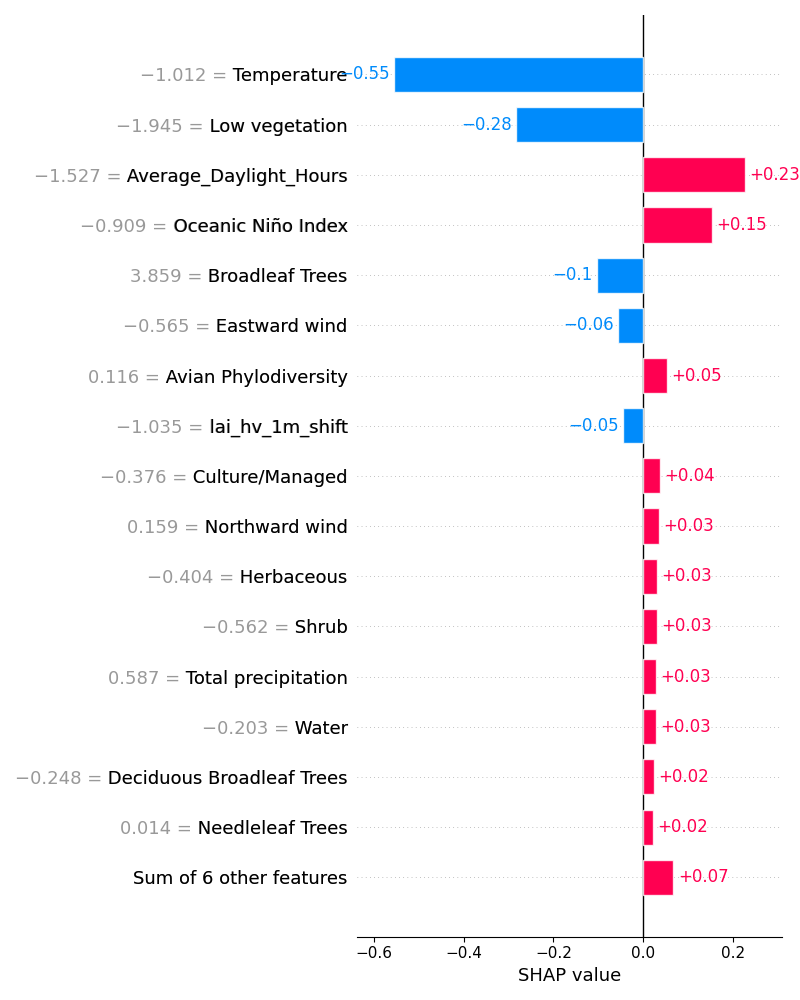 −1.012 = Temperature −0.55
−1.945 = Low vegetation −0.28
−1.527 = Average_Daylight_Hours +0.23
−0.909 = Oceanic Niño Index +0.15
3.859 = Broadleaf Trees −0.1
−0.565 = Eastward wind −0.06
0.116 = Avian Phylodiversity +0.05
−1.035 = lai_hv_1m_shift −0.05
−0.376 = Culture/Managed +0.04
0.159 = Northward wind +0.03
−0.404 = Herbaceous +0.03
−0.562 = Shrub +0.03
0.587 = Total precipitation +0.03
−0.203 = Water +0.03
−0.248 = Deciduous Broadleaf Trees +0.02
0.014 = Needleleaf Trees +0.02
Sum of 6 other features +0.07
−0.6 −0.4 −0.2 0.0 0.2
SHAP value